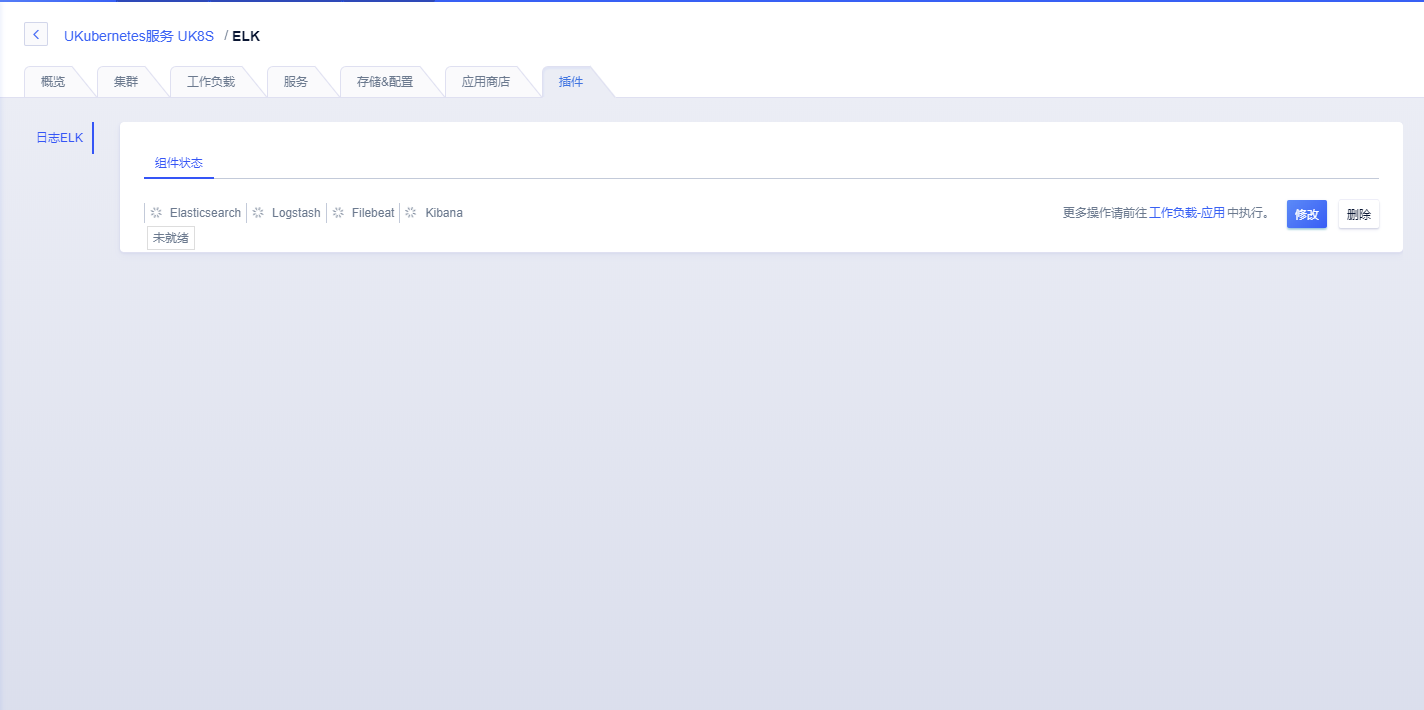 UKubernetes服务 UK8S / ELK
概览 集群 工作负载 服务 存储&配置 应用商店 插件
日志ELK
组件状态
Elasticsearch Logstash Filebeat Kibana 更多操作请前往 工作负载-应用 中执行。 修改 删除
未就绪